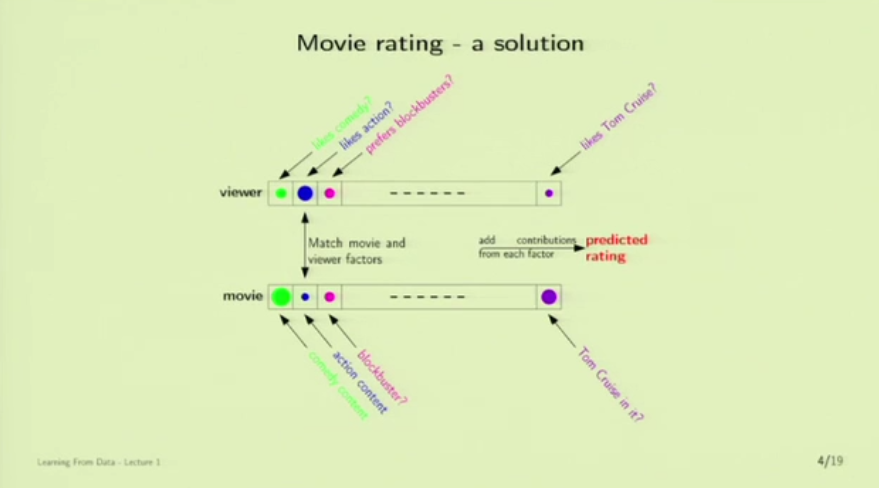 Movie rating - a solution
likes comedy?
likes action?
prefers blockbusters?
likes Tom Cruise?
viewer
Match movie and
viewer factors
add contributions
from each factor
predicted
rating
movie
comedy content
action content
blockbuster?
Tom Cruise in it?
Learning From Data - Lecture 1
4/19